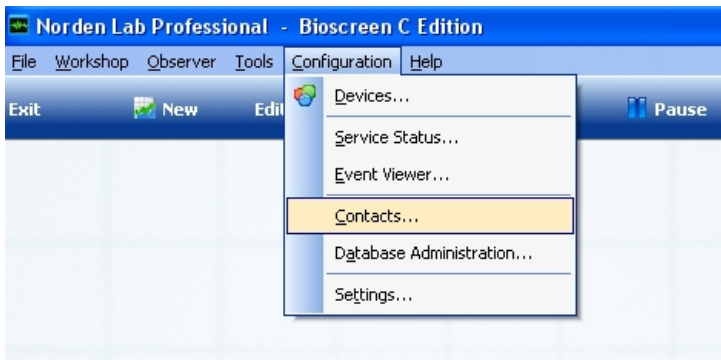 Norden Lab Professional - Bioscreen C Edition
File Workshop Observer Tools Configuration Help
Exit New Edi Pause
Devices...
Service Status...
Event Viewer...
Contacts...
Database Administration...
Settings...